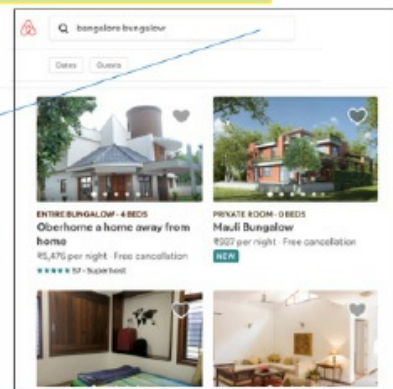 bangalore bungalow
Dates Guests
ENTIRE BUNGALOW · 4 BEDS
Oberhome a home away from
home
₹5,476 per night · Free cancellation
57 · Superhost
PRIVATE ROOM · 0 BEDS
Mauli Bungalow
per night · Free cancellation
NEW